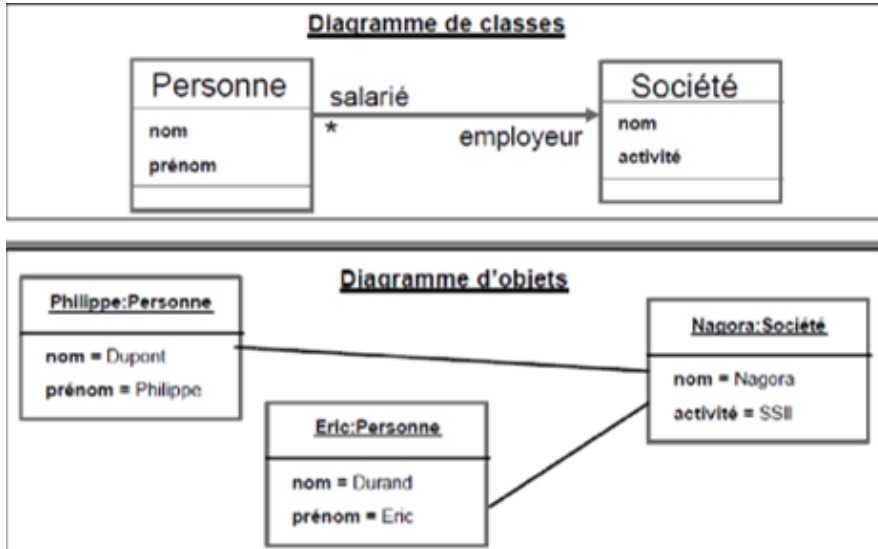 Diagramme de classes
Personne
nom
prénom
salarié
*
employeur
Société
nom
activité
Diagramme d'objets
Philippe:Personne
nom = Dupont
prénom = Philippe
Eric:Personne
nom = Durand
prénom = Eric
Nagora:Société
nom = Nagora
activité = SSII